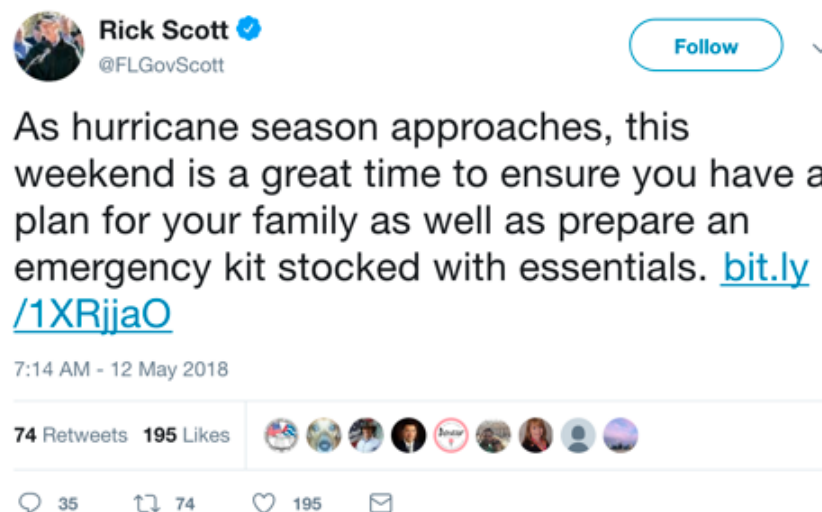 Rick Scott
@FLGovScott
Follow
As hurricane season approaches, this
weekend is a great time to ensure you have a
plan for your family as well as prepare an
emergency kit stocked with essentials. bit.ly
/1XRjjaO
7:14 AM - 12 May 2018
74 Retweets 195 Likes
35 74 195